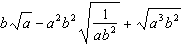 b√a − a²b²√(1/(ab²)) + √(a³b²)